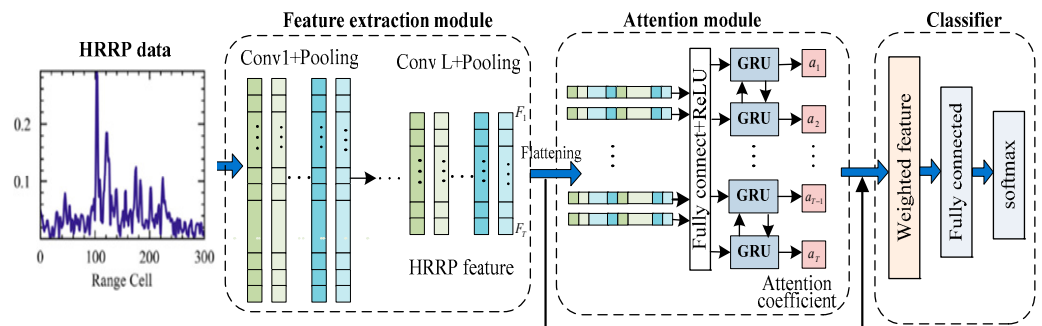 Feature extraction module
Attention module
Classifier
HRRP data
0.2
0.1
0
100
200
300
Range Cell
Conv1+Pooling
Conv L+Pooling
F1
FT
HRRP feature
Flattening
Fully connect+ReLU
GRU
a1
GRU
a2
GRU
aT−1
GRU
aT
Attention
coefficient
Weighted feature
Fully connected
softmax